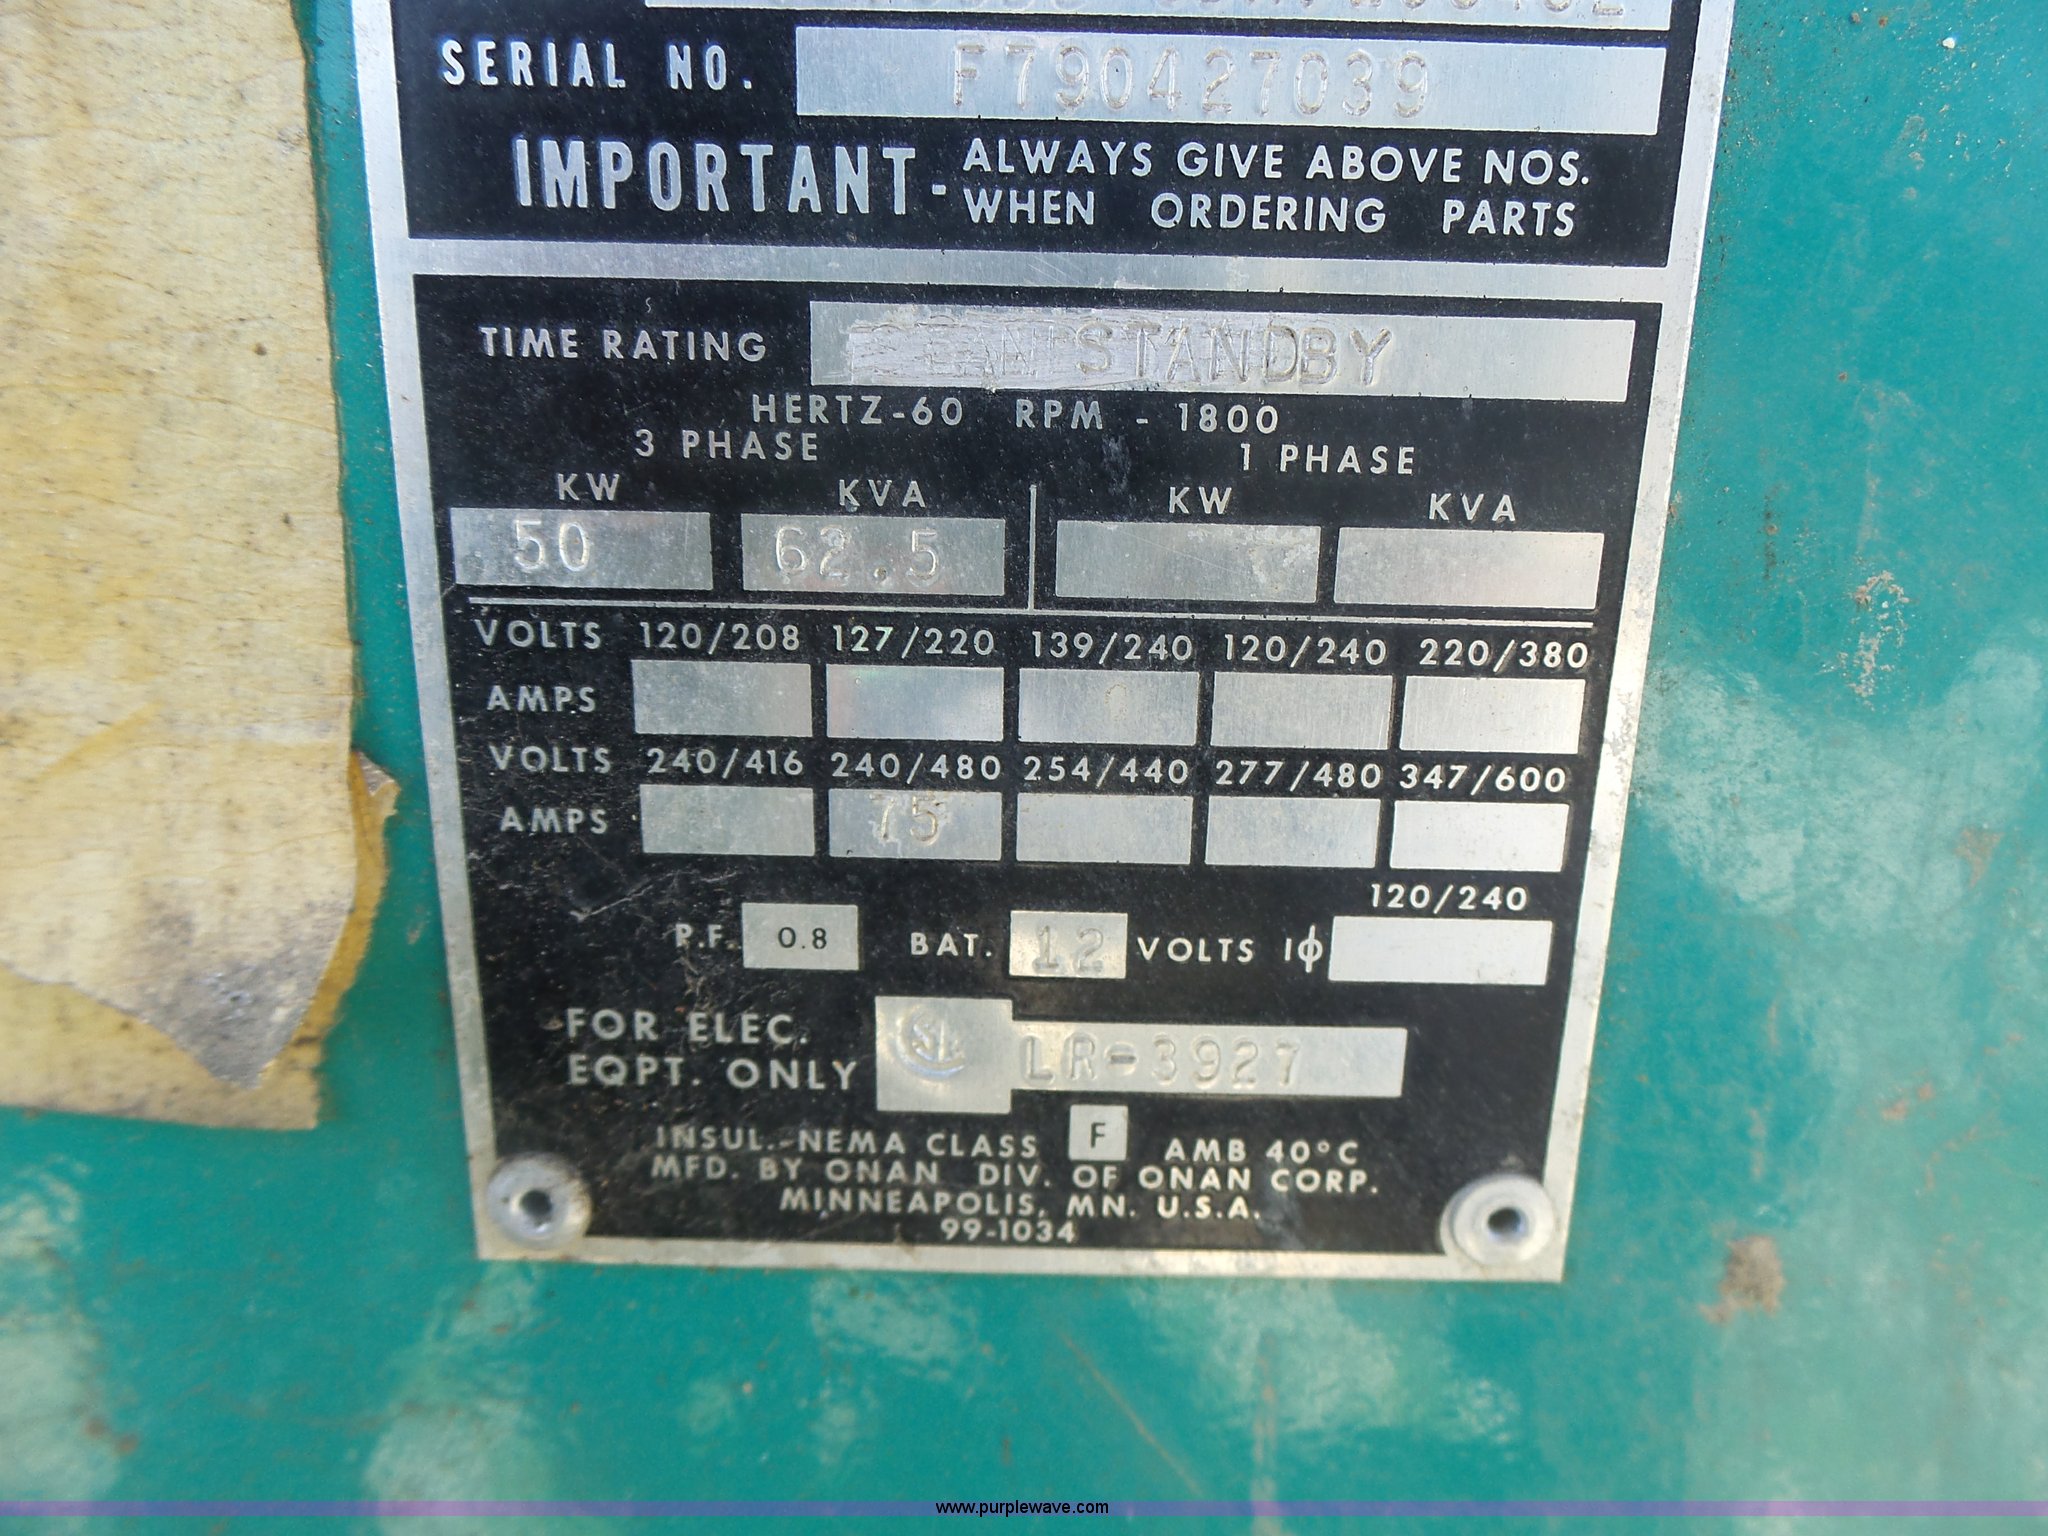 SERIAL NO. F790427039
IMPORTANT - ALWAYS GIVE ABOVE NOS.
WHEN ORDERING PARTS
TIME RATING STANDBY
HERTZ-60 RPM - 1800
3 PHASE 1 PHASE
KW KVA KW KVA
50 62.5
VOLTS 120/208 127/220 139/240 120/240 220/380
AMPS
VOLTS 240/416 240/480 254/440 277/480 347/600
AMPS 75
120/240
P.F. 0.8 BAT. 12 VOLTS 1ϕ
FOR ELEC.
EQPT. ONLY LR-3927
INSUL.-NEMA CLASS F AMB 40°C
MFD. BY ONAN DIV. OF ONAN CORP.
MINNEAPOLIS, MN. U.S.A.
99-1034
www.purplewave.com